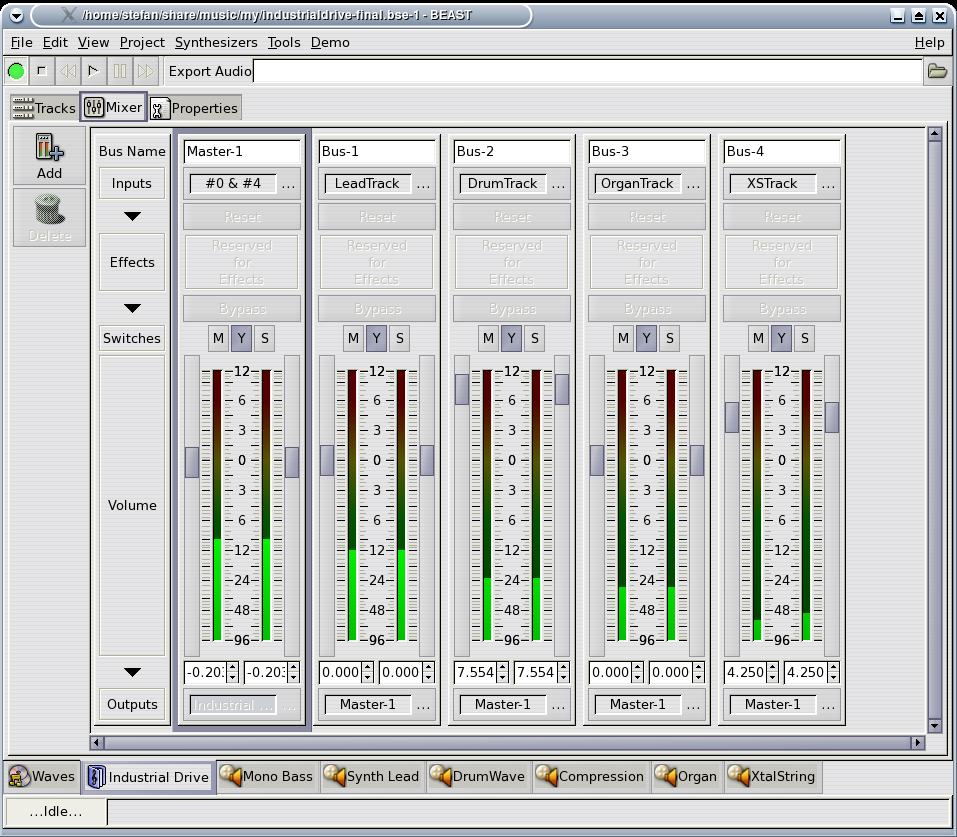 /home/stefan/share/music/my/industrialdrive-final.bse-1 - BEAST
File Edit View Project Synthesizers Tools Demo Help
Export Audio
Tracks Mixer Properties
Add
Delete
Bus Name Master-1 Bus-1 Bus-2 Bus-3 Bus-4
Inputs #0 & #4 ... LeadTrack ... DrumTrack ... OrganTrack ... XSTrack ...
Reset Reset Reset Reset Reset
Effects
Reserved Reserved Reserved Reserved Reserved
for for for for for
Effects Effects Effects Effects Effects
Bypass Bypass Bypass Bypass Bypass
Switches M Y S M Y S M Y S M Y S M Y S
Volume
12 12 12 12 12
6 6 6 6 6
3 3 3 3 3
0 0 0 0 0
3 3 3 3 3
6 6 6 6 6
12 12 12 12 12
24 24 24 24 24
48 48 48 48 48
96 96 96 96 96
-0.203 -0.203 0.000 0.000 7.554 7.554 0.000 0.000 4.250 4.250
Outputs Industrial ... ... Master-1 ... Master-1 ... Master-1 ... Master-1 ...
Waves Industrial Drive Mono Bass Synth Lead DrumWave Compression Organ XtalString
...Idle...